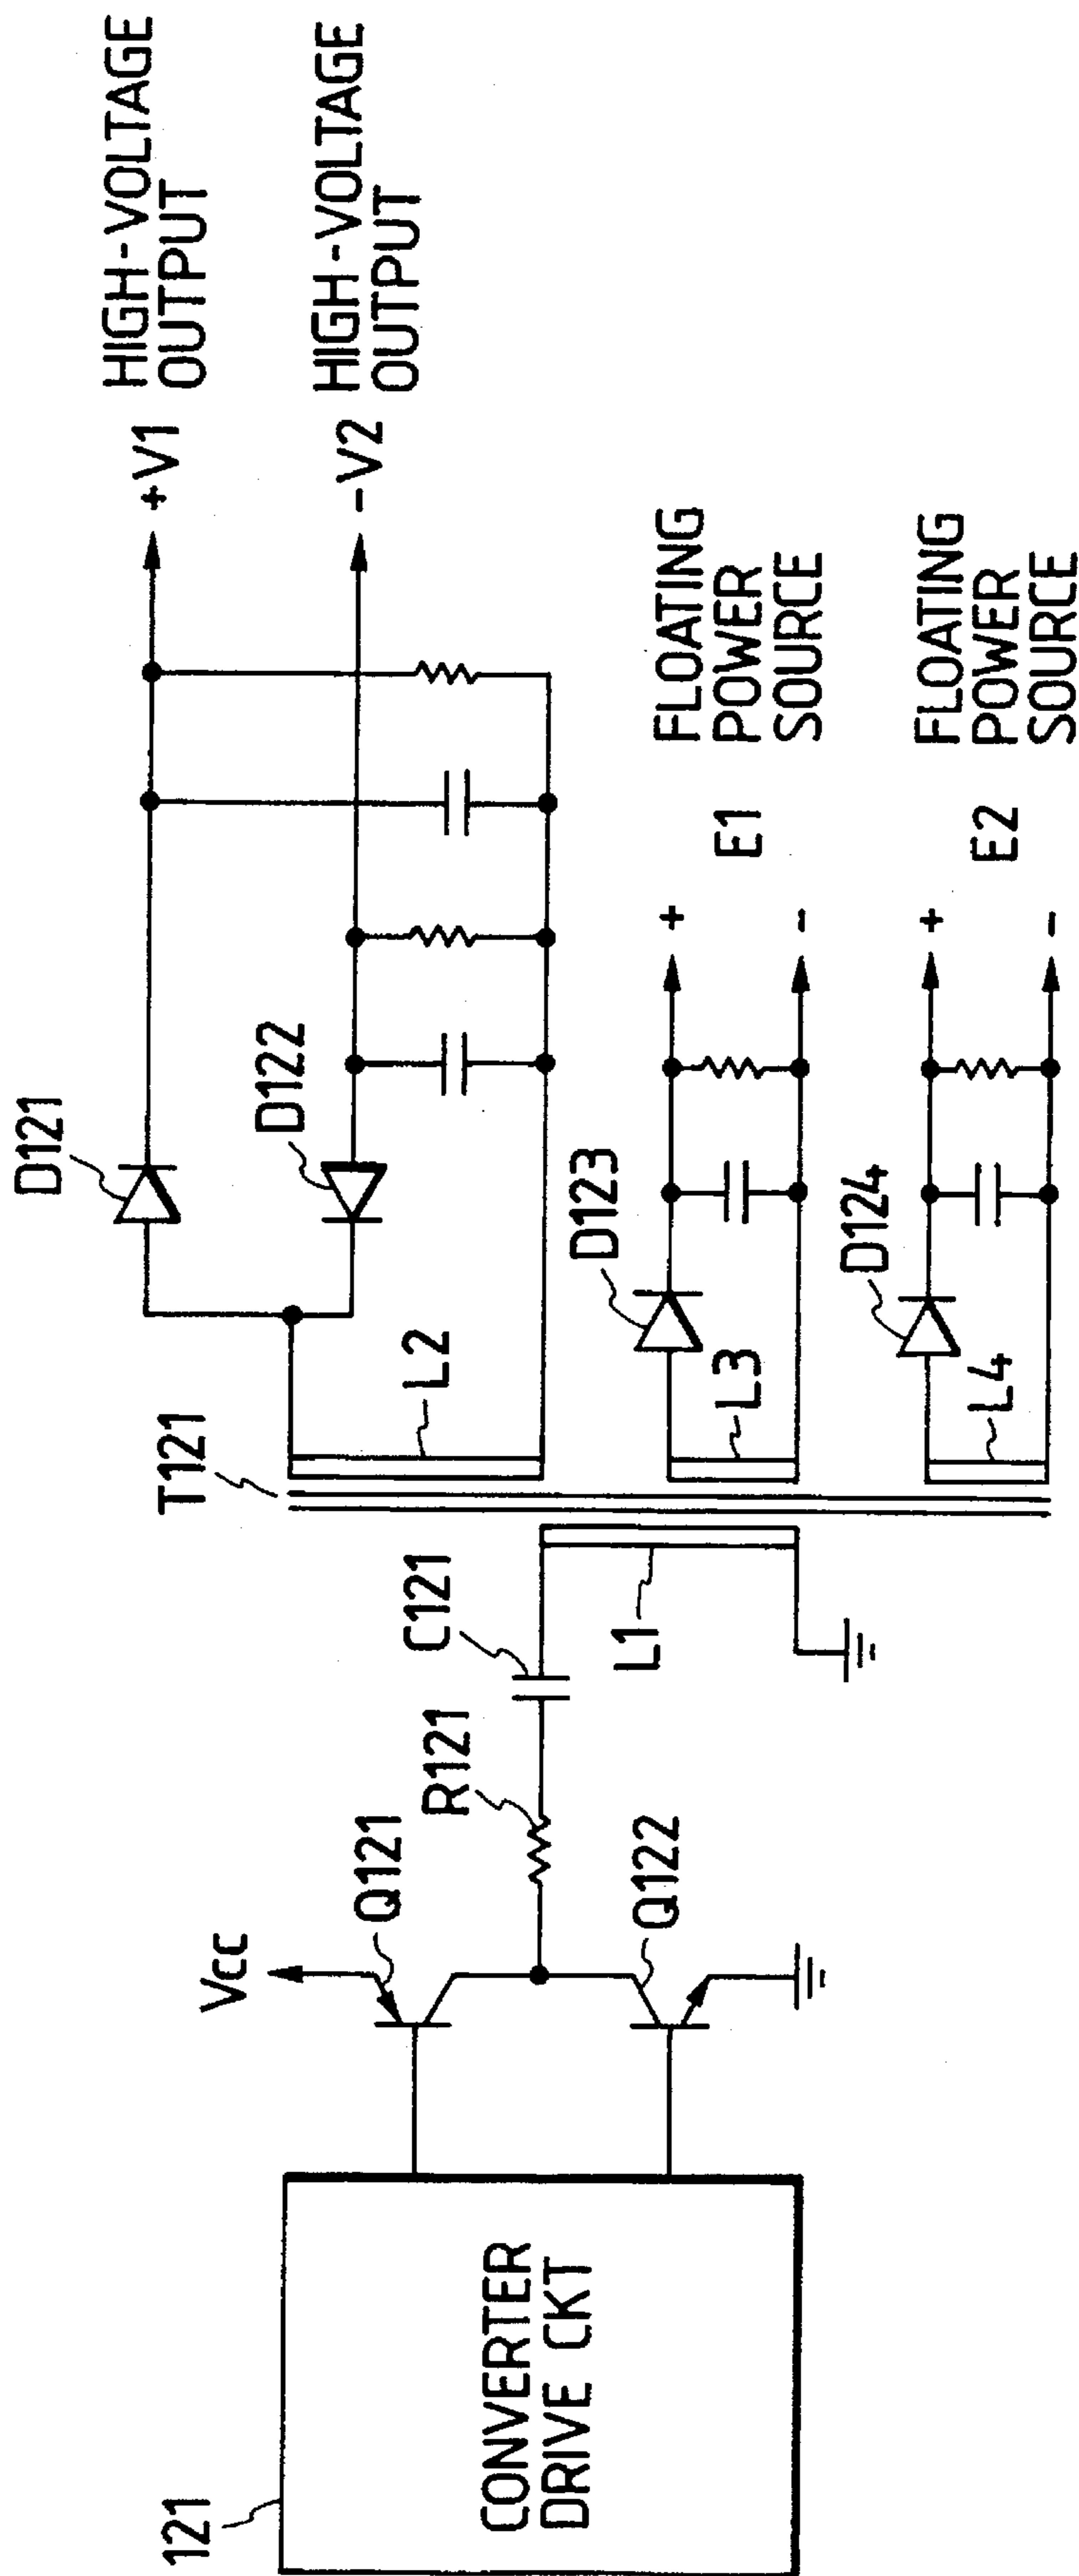 121
CONVERTER
DRIVE CKT
Vcc
Q121
Q122
R121
C121
L1
T121
L2
L3
L4
D121
D122
D123
D124
+V1
HIGH-VOLTAGE
OUTPUT
-V2
HIGH-VOLTAGE
OUTPUT
+
-
E1
FLOATING
POWER
SOURCE
+
-
E2
FLOATING
POWER
SOURCE